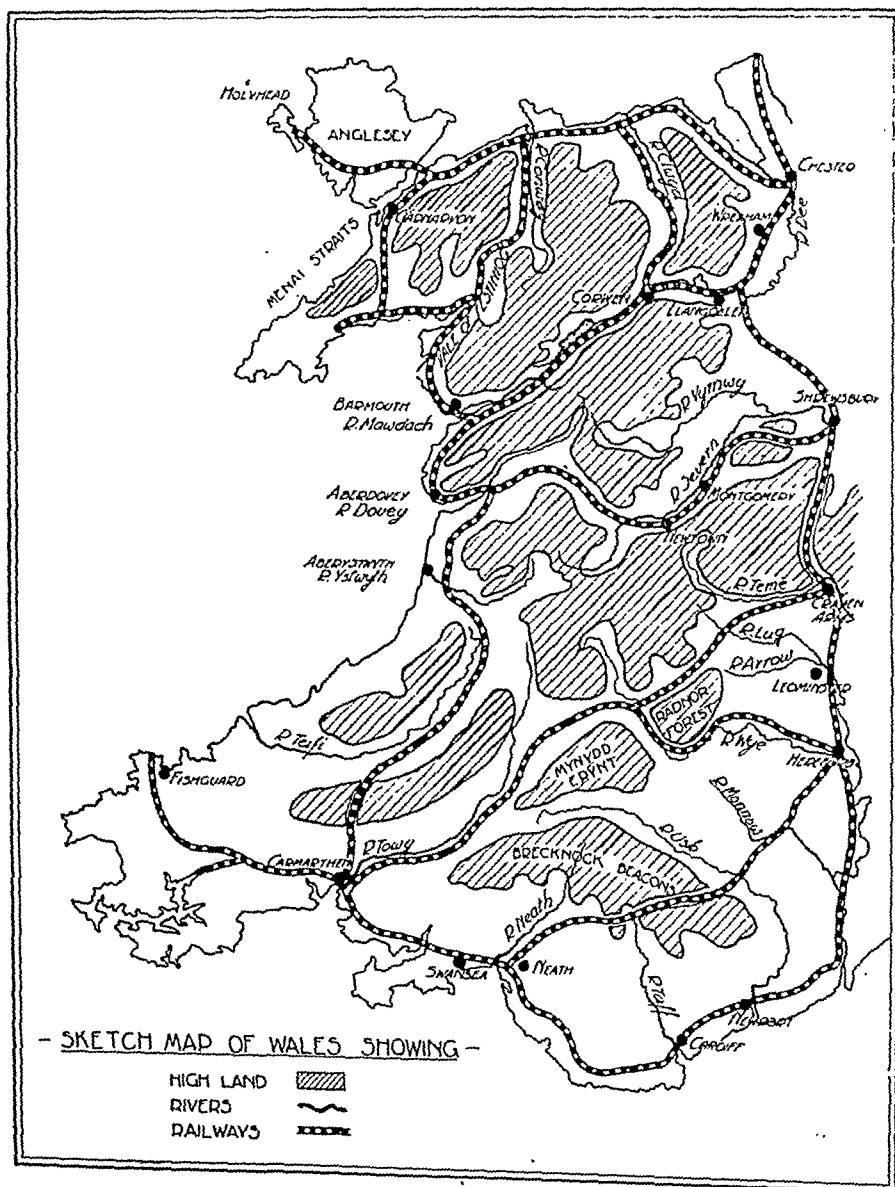 HOLYHEAD
ANGLESEY
R. Conway
R. Clwyd
CHESTER
CARNARVON
WREXHAM
R. Dee
MENAI STRAITS
CORWEN
LLANGOLLEN
BARMOUTH
R. Mawdach
R. Vyrnwy
SHREWSBURY
ABERDOVEY
R. Dovey
R. Severn
MONTGOMERY
NEWTOWN
ABERYSTWYTH
R. Ystwyth
R. Teme
CRAVEN
ARMS
R. Lug
R. Arrow
LEOMINSTER
RADNOR
FOREST
R. Teifi
R. Wye
HEREFORD
MYNYDD
EPYNT
FISHGUARD
R. Monnow
R. Usk
CARMARTHEN
R. Towy
BRECKNOCK
BEACONS
R. Neath
SWANSEA
NEATH
R. Taff
NEWPORT
CARDIFF
- SKETCH MAP OF WALES SHOWING -
HIGH LAND
RIVERS
RAILWAYS